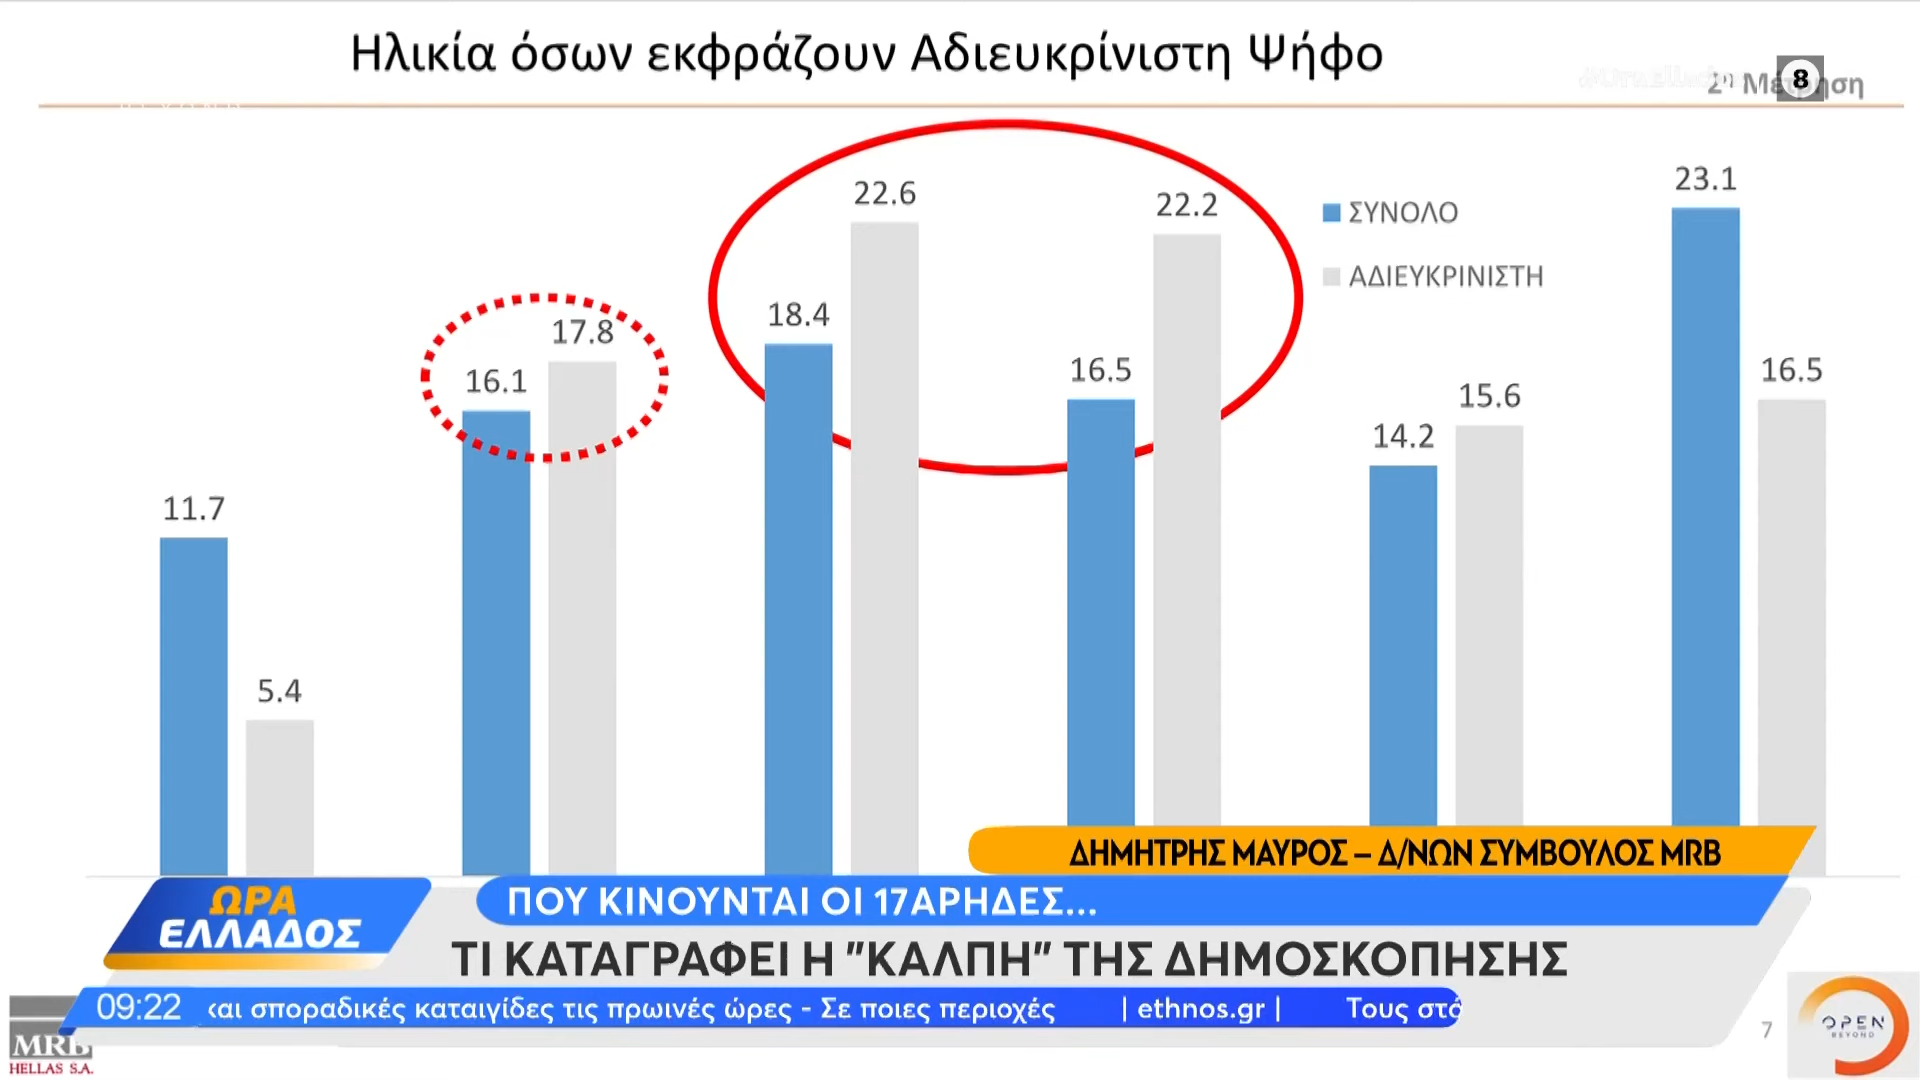 Ηλικία όσων εκφράζουν Αδιευκρίνιστη Ψήφο
8
22.6
22.2
23.1
ΣΥΝΟΛΟ
ΑΔΙΕΥΚΡΙΝΙΣΤΗ
17.8
18.4
16.1
16.5
16.5
15.6
14.2
11.7
5.4
ΔΗΜΗΤΡΗΣ ΜΑΥΡΟΣ – Δ/ΝΩΝ ΣΥΜΒΟΥΛΟΣ MRB
ΩΡΑ
ΕΛΛΑΔΟΣ
ΠΟΥ ΚΙΝΟΥΝΤΑΙ ΟΙ 17ΑΡΗΔΕΣ...
ΤΙ ΚΑΤΑΓΡΑΦΕΙ Η "ΚΑΛΠΗ" ΤΗΣ ΔΗΜΟΣΚΟΠΗΣΗΣ
09:22 και σποραδικές καταιγίδες τις πρωινές ώρες - Σε ποιες περιοχές | ethnos.gr | Τους
7
OPEN
BEYOND
MRB
HELLAS S.A.